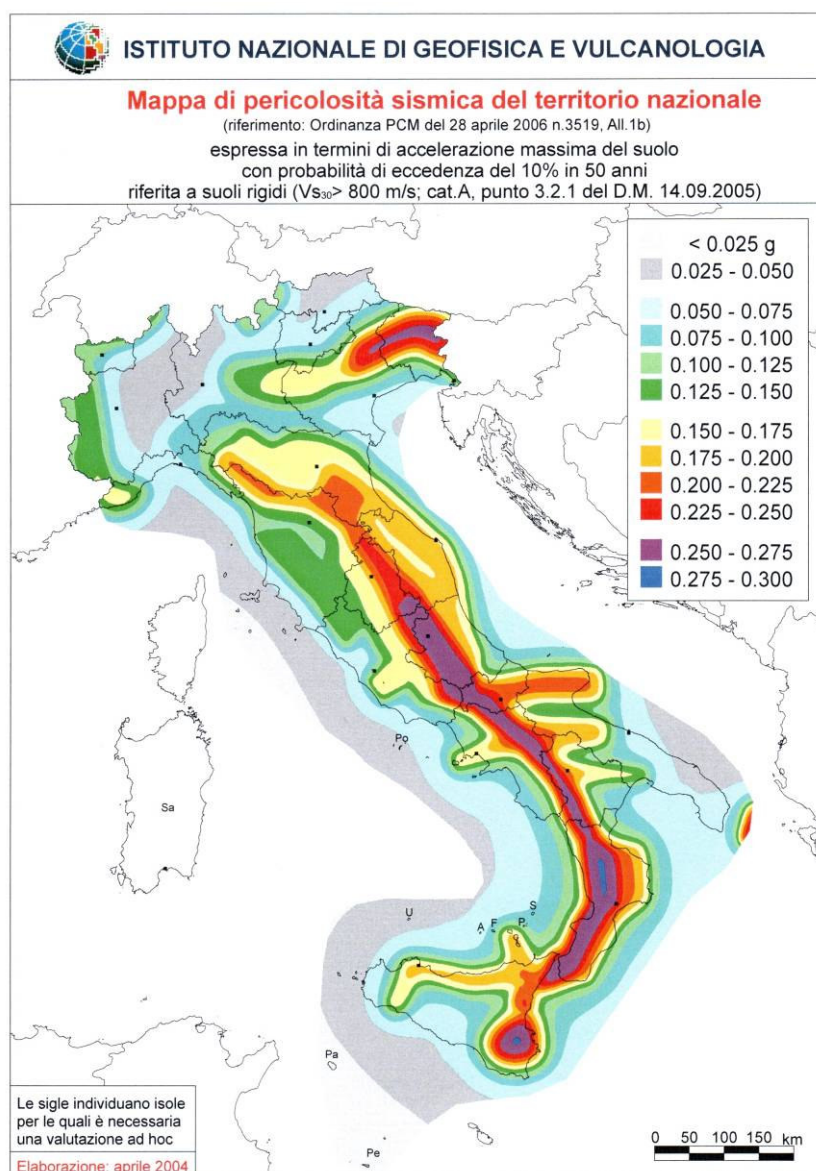 ISTITUTO NAZIONALE DI GEOFISICA E VULCANOLOGIA
Mappa di pericolosità sismica del territorio nazionale
(riferimento: Ordinanza PCM del 28 aprile 2006 n.3519, All.1b)
espressa in termini di accelerazione massima del suolo
con probabilità di eccedenza del 10% in 50 anni
riferita a suoli rigidi (Vs30> 800 m/s; cat.A, punto 3.2.1 del D.M. 14.09.2005)
< 0.025 g
0.025 - 0.050
0.050 - 0.075
0.075 - 0.100
0.100 - 0.125
0.125 - 0.150
0.150 - 0.175
0.175 - 0.200
0.200 - 0.225
0.225 - 0.250
0.250 - 0.275
0.275 - 0.300
Po
Sa
U
A
F
P
S
Pa
Pe
Le sigle individuano isole
per le quali è necessaria
una valutazione ad hoc
Elaborazione: aprile 2004
0 50 100 150 km